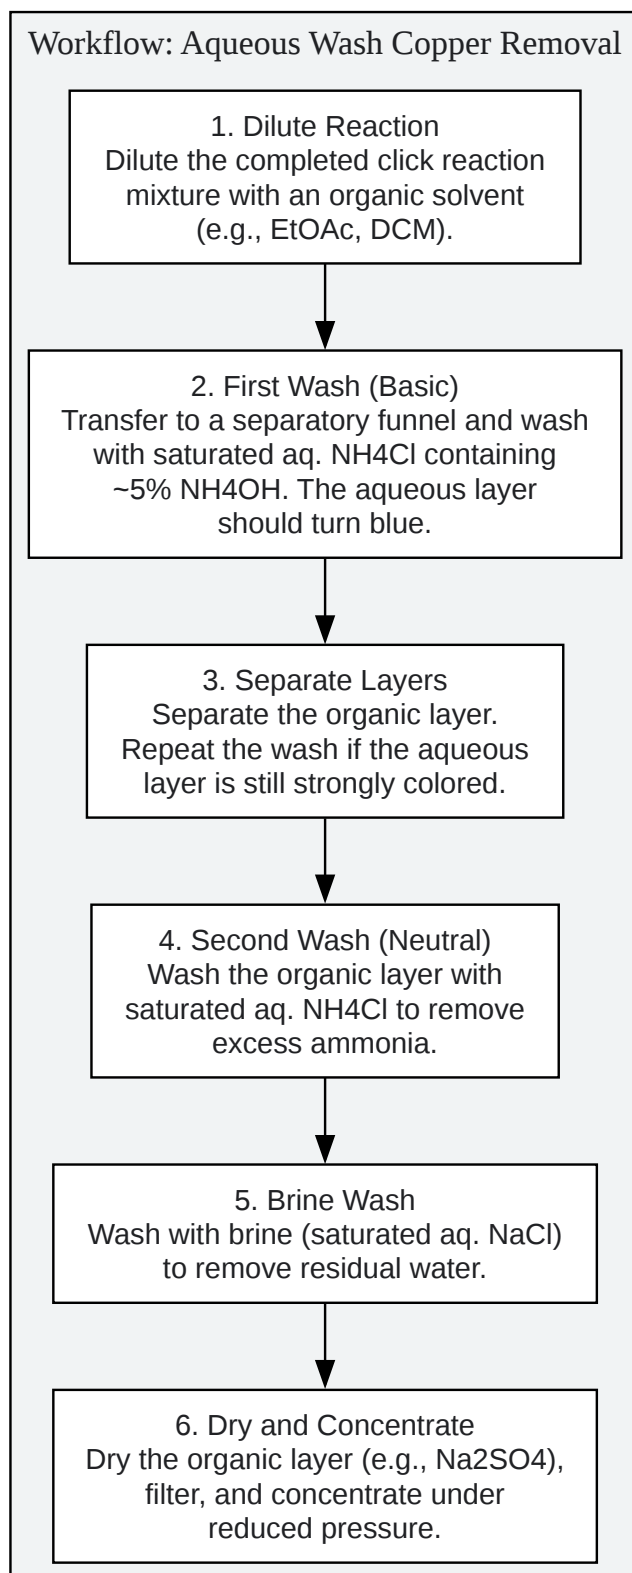 Workflow: Aqueous Wash Copper Removal
1. Dilute Reaction
Dilute the completed click reaction
mixture with an organic solvent
(e.g., EtOAc, DCM).
2. First Wash (Basic)
Transfer to a separatory funnel and wash
with saturated aq. NH4Cl containing
~5% NH4OH. The aqueous layer
should turn blue.
3. Separate Layers
Separate the organic layer.
Repeat the wash if the aqueous
layer is still strongly colored.
4. Second Wash (Neutral)
Wash the organic layer with
saturated aq. NH4Cl to remove
excess ammonia.
5. Brine Wash
Wash with brine (saturated aq. NaCl)
to remove residual water.
6. Dry and Concentrate
Dry the organic layer (e.g., Na2SO4),
filter, and concentrate under
reduced pressure.